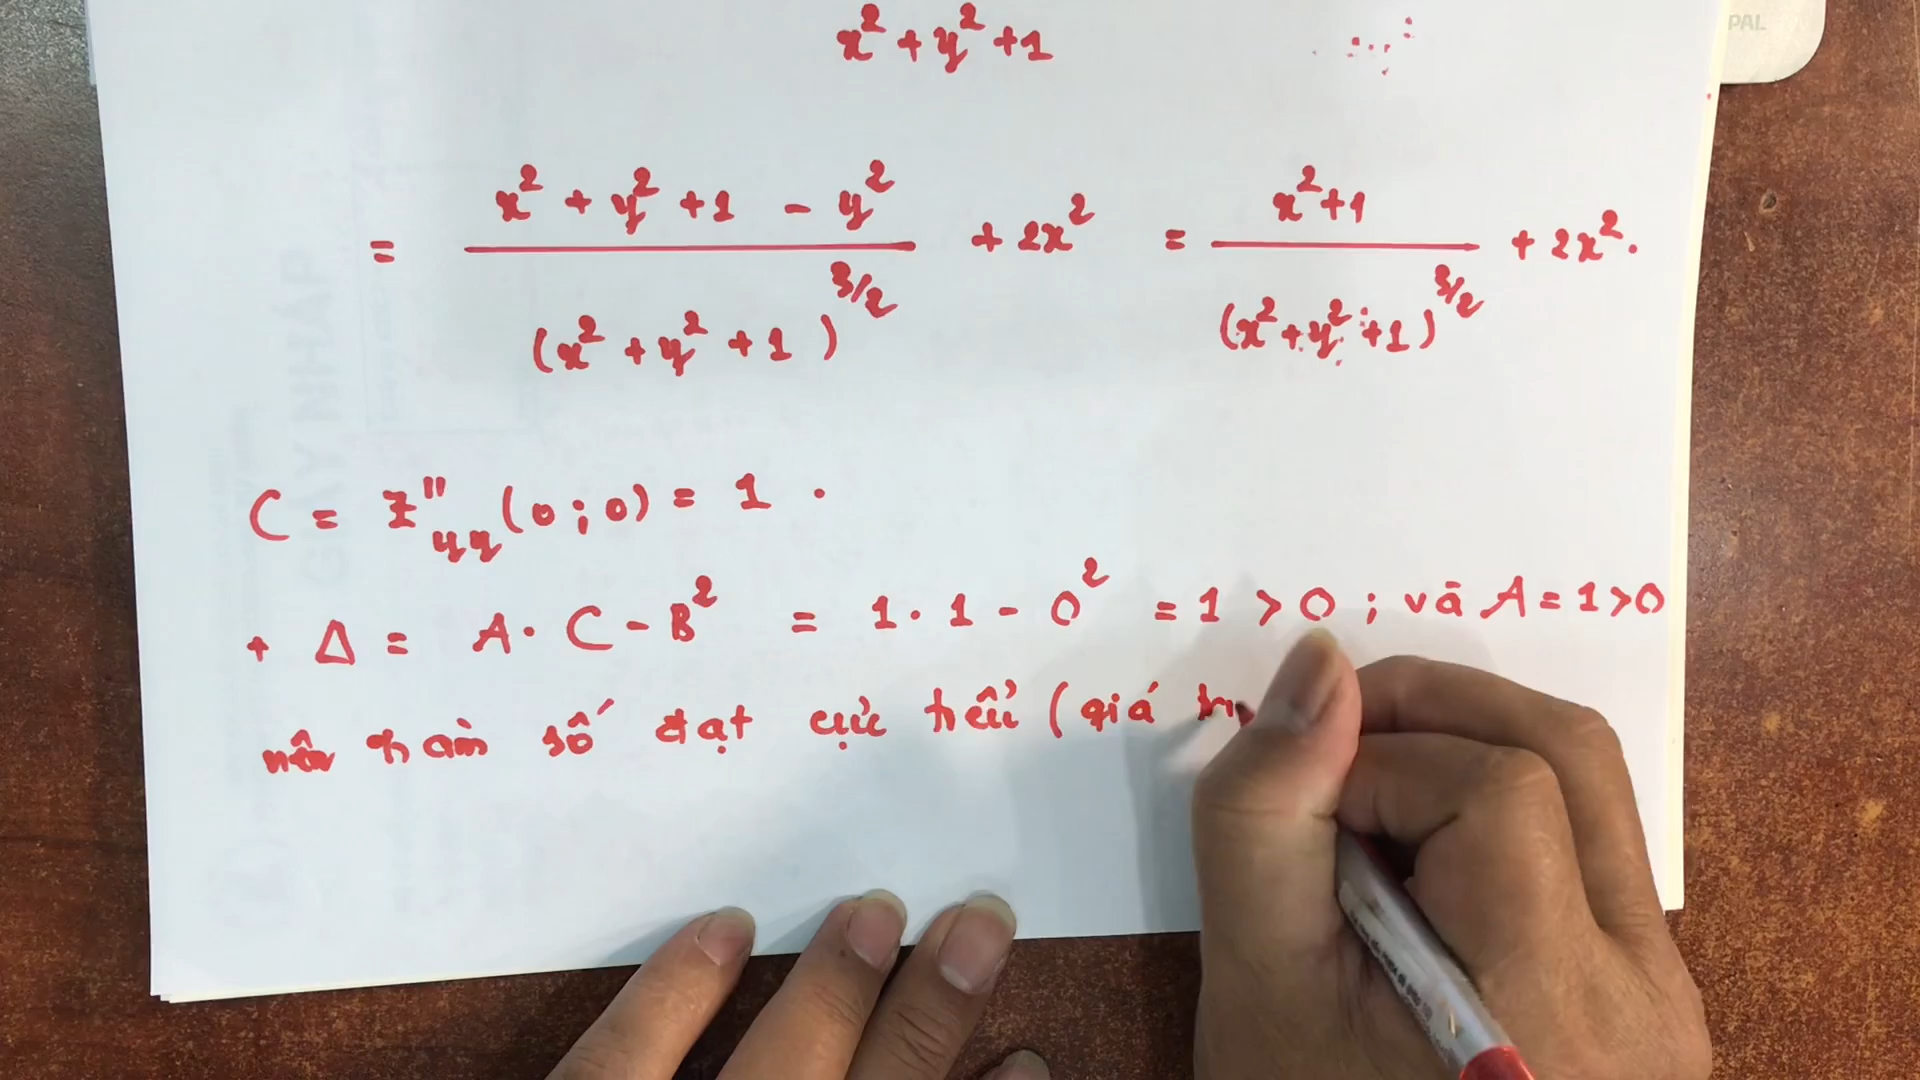 PAL
x² + y² + 1
= (x² + y² + 1 - y²) / (x² + y² + 1)^(3/2) + 2x² = (x² + 1) / (x² + y² + 1)^(3/2) + 2x².
C = Z''yy (0 ; 0) = 1 .
+ Δ = A . C - B² = 1 . 1 - 0² = 1 > 0 ; và A = 1 > 0
nên hàm số đạt cực tiểu (giá